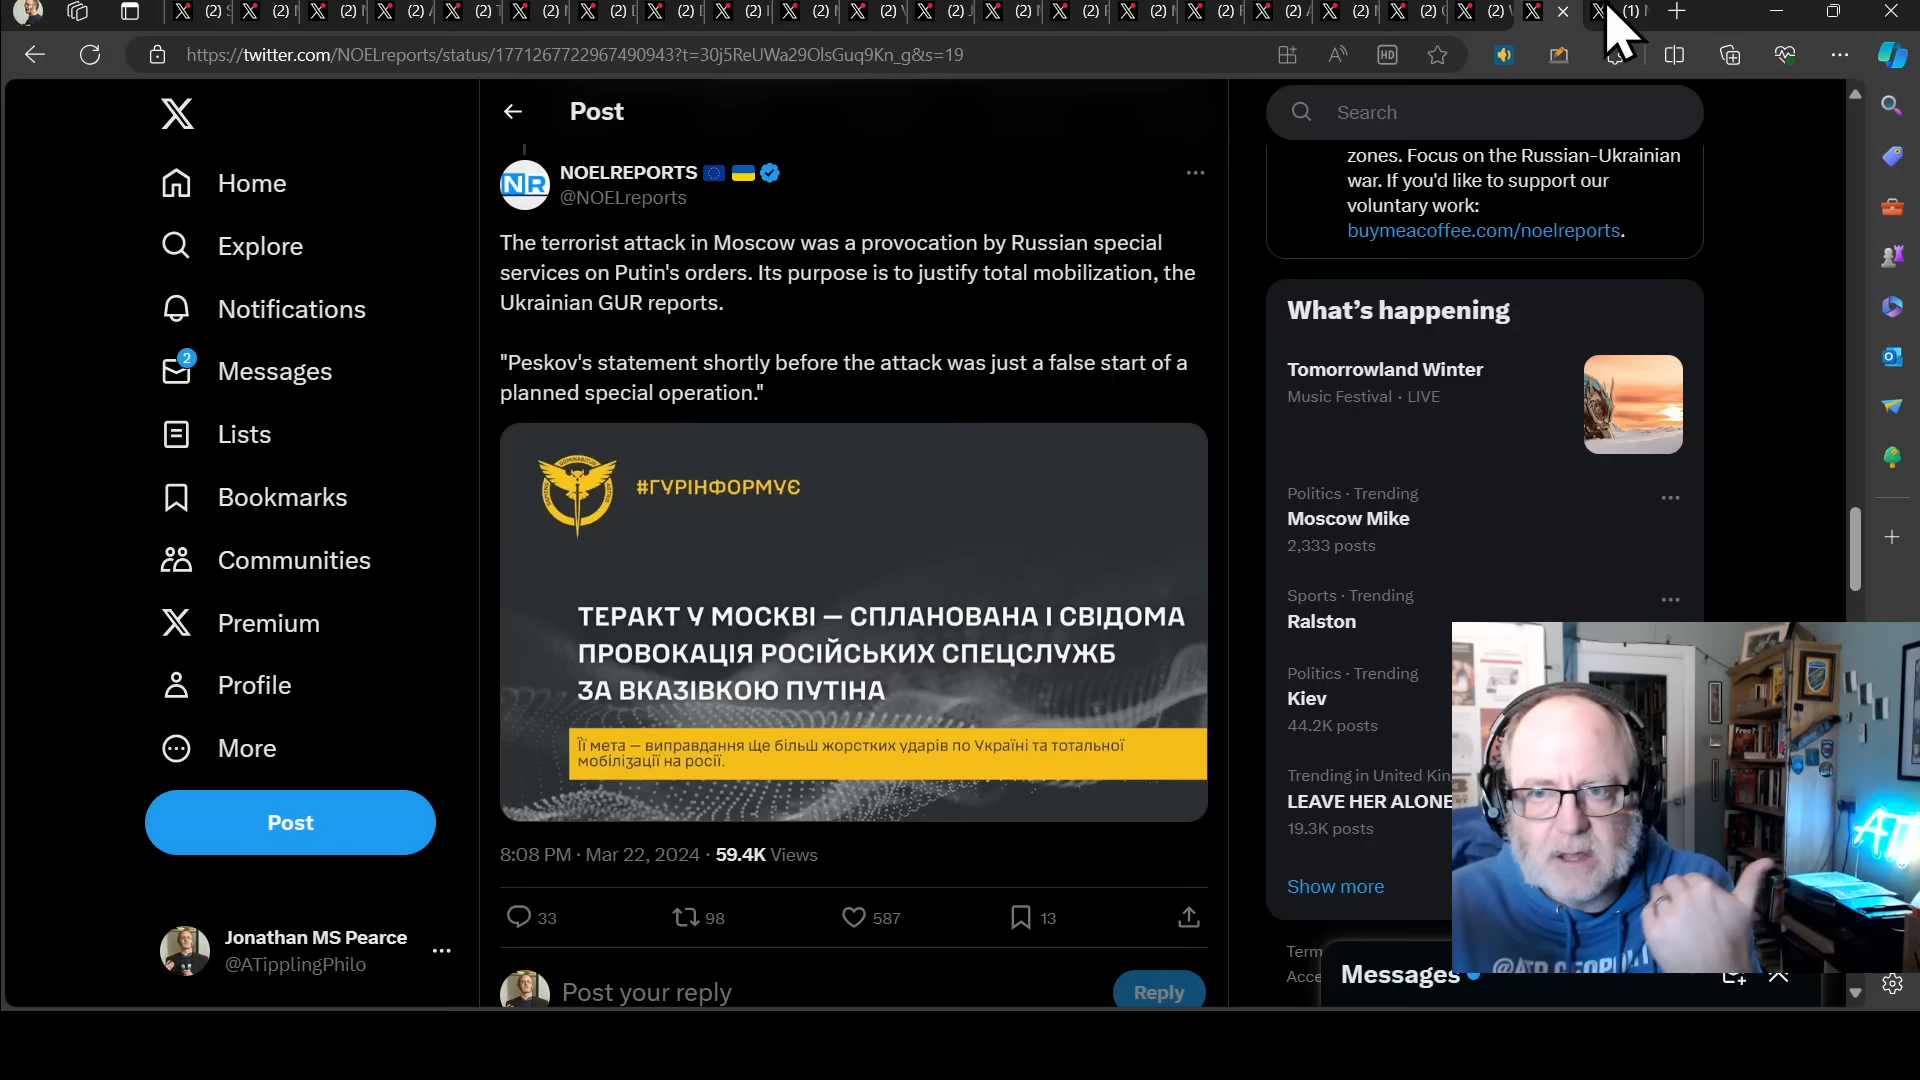 https://twitter.com/NOELreports/status/1771267722967490943?t=30j5ReUWa29OlsGuq9Kn_g&s=19
Home
Explore
Notifications
2
Messages
Lists
Bookmarks
Communities
Premium
Profile
More
Post
Jonathan MS Pearce
@ATipplingPhilo
Post
NR
NOELREPORTS
@NOELreports
The terrorist attack in Moscow was a provocation by Russian special
services on Putin's orders. Its purpose is to justify total mobilization, the
Ukrainian GUR reports.
"Peskov's statement shortly before the attack was just a false start of a
planned special operation."
#ГУРІНФОРМУЄ
ТЕРАКТ У МОСКВІ — СПЛАНОВАНА І СВІДОМА
ПРОВОКАЦІЯ РОСІЙСЬКИХ СПЕЦСЛУЖБ
ЗА ВКАЗІВКОЮ ПУТІНА
Її мета — виправдання ще більш жорстких ударів по Україні та тотальної
мобілізації на росії.
8:08 PM · Mar 22, 2024 · 59.4K Views
33
98
587
13
Post your reply
Reply
Search
zones. Focus on the Russian-Ukrainian
war. If you'd like to support our
voluntary work:
buymeacoffee.com/noelreports.
What's happening
Tomorrowland Winter
Music Festival · LIVE
Politics · Trending
Moscow Mike
2,333 posts
Sports · Trending
Ralston
Politics · Trending
Kiev
44.2K posts
Trending in United Kin
LEAVE HER ALONE
19.3K posts
Show more
Term
Acce
Messages